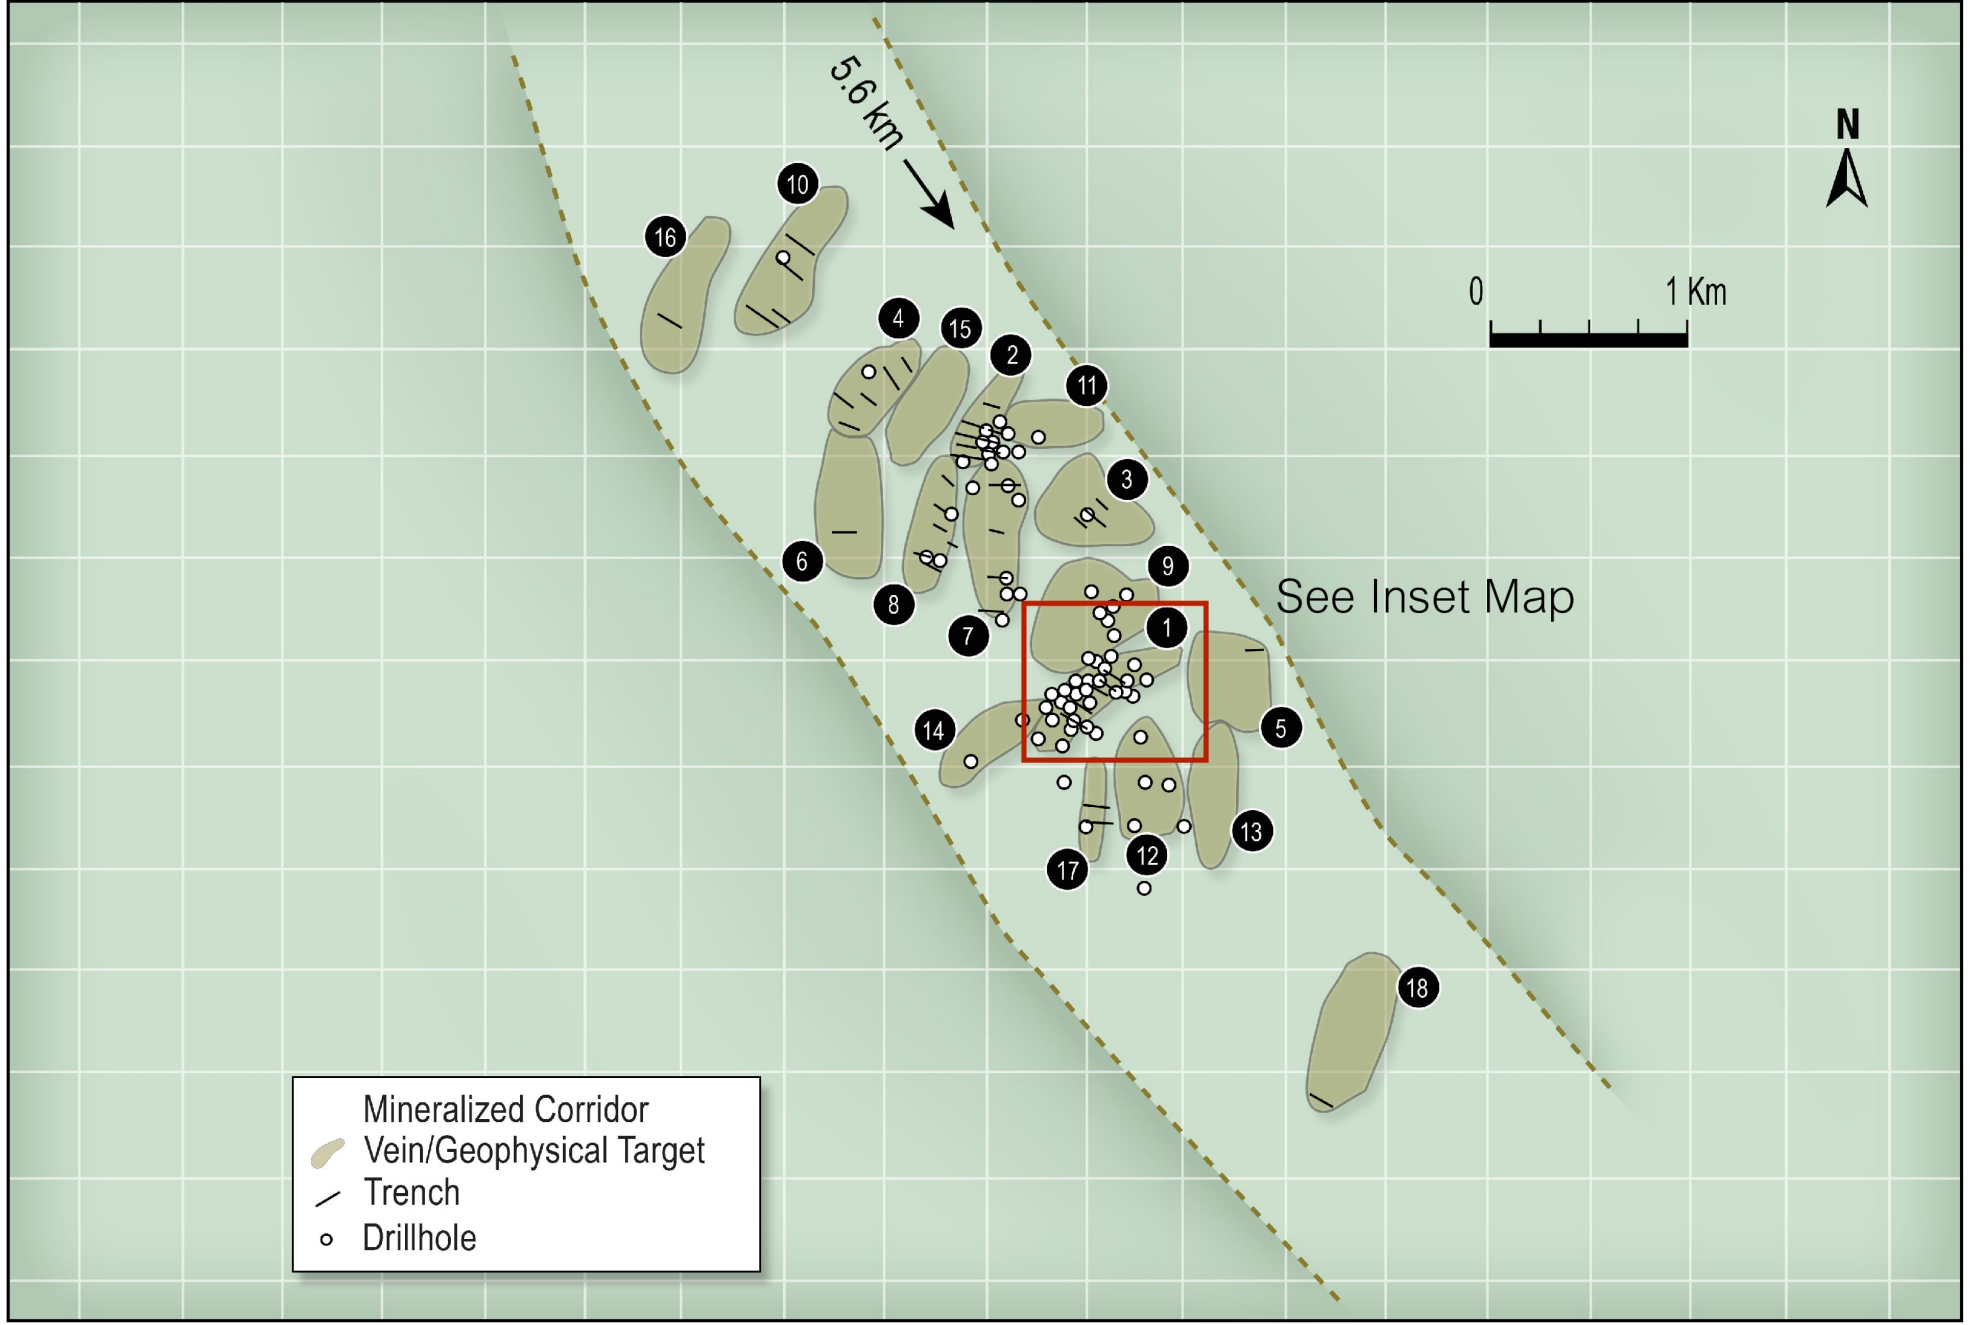 5.6 km
N
10
16
0 1 Km
4
15
2
11
3
6
9
See Inset Map
8
1
7
14
5
13
12
17
18
Mineralized Corridor
Vein/Geophysical Target
Trench
Drillhole